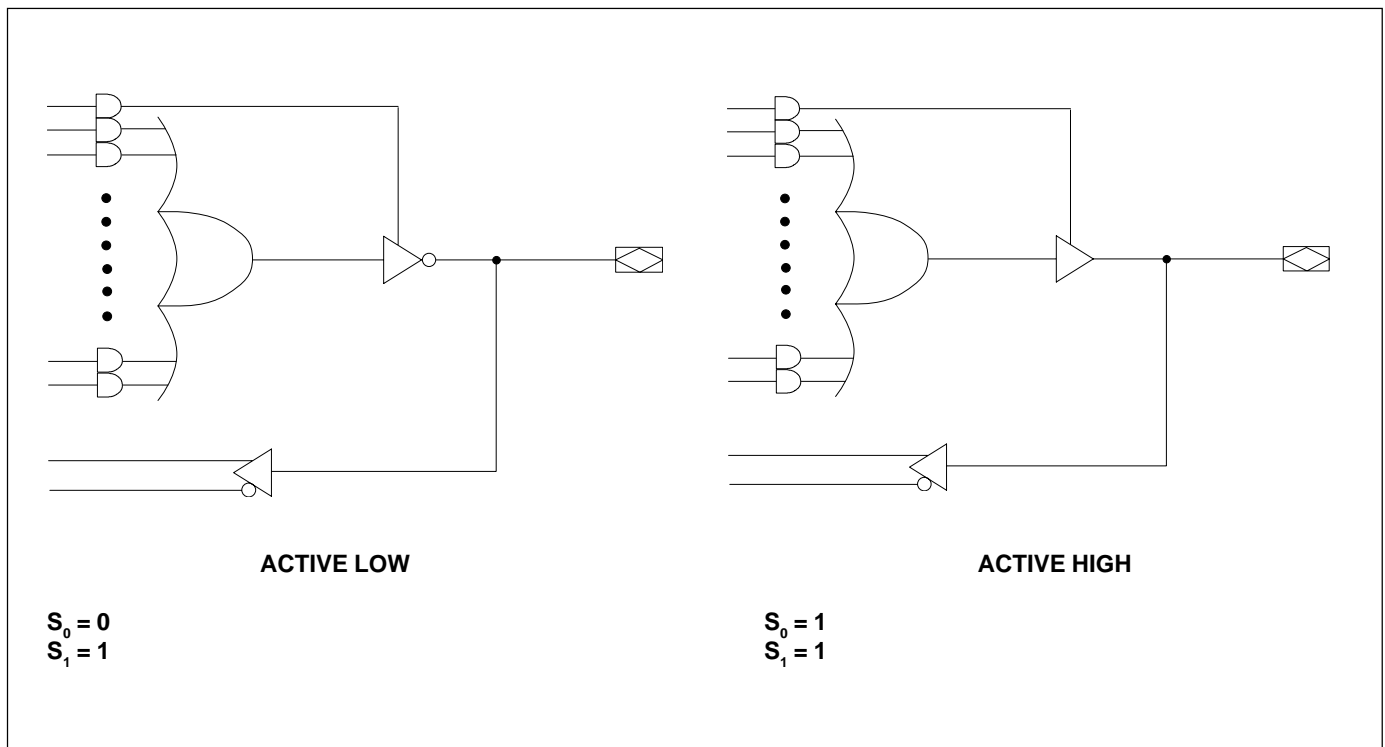 ACTIVE LOW
ACTIVE HIGH
S₀ = 0
S₁ = 1
S₀ = 1
S₁ = 1